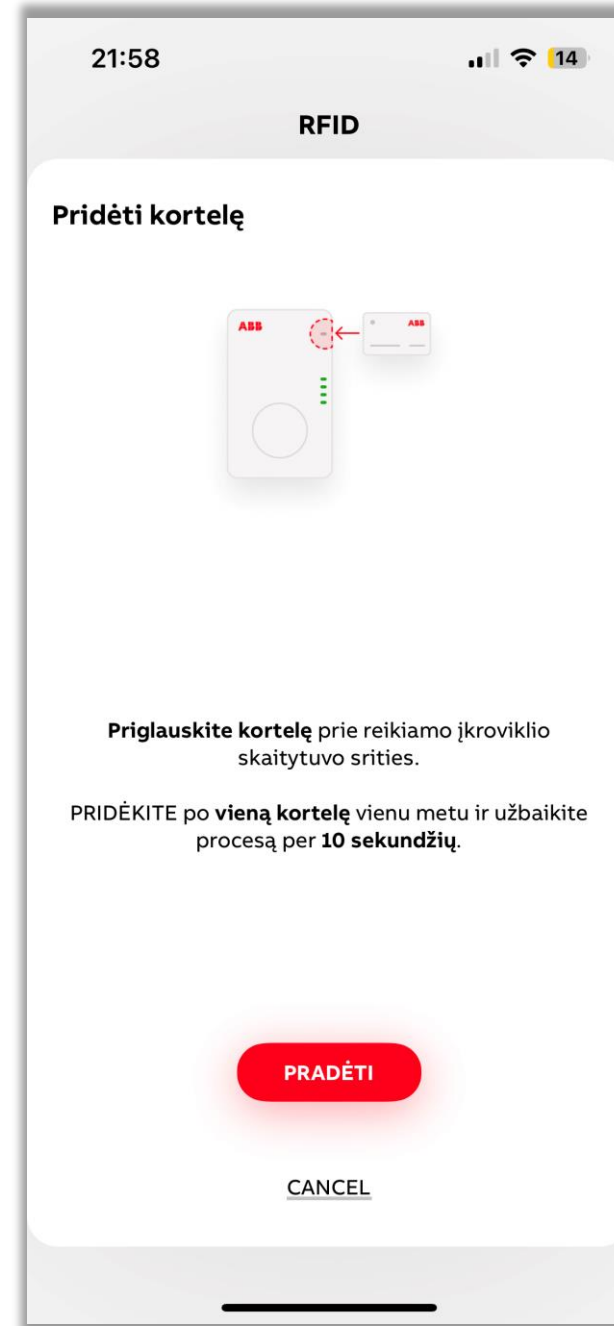 21:58
14
RFID
Pridėti kortelę
ABB
ABB
Priglauskite kortelę prie reikiamo įkroviklio
skaitytuvo srities.
PRIDĖKITE po vieną kortelę vienu metu ir užbaikite
procesą per 10 sekundžių.
PRADĖTI
CANCEL